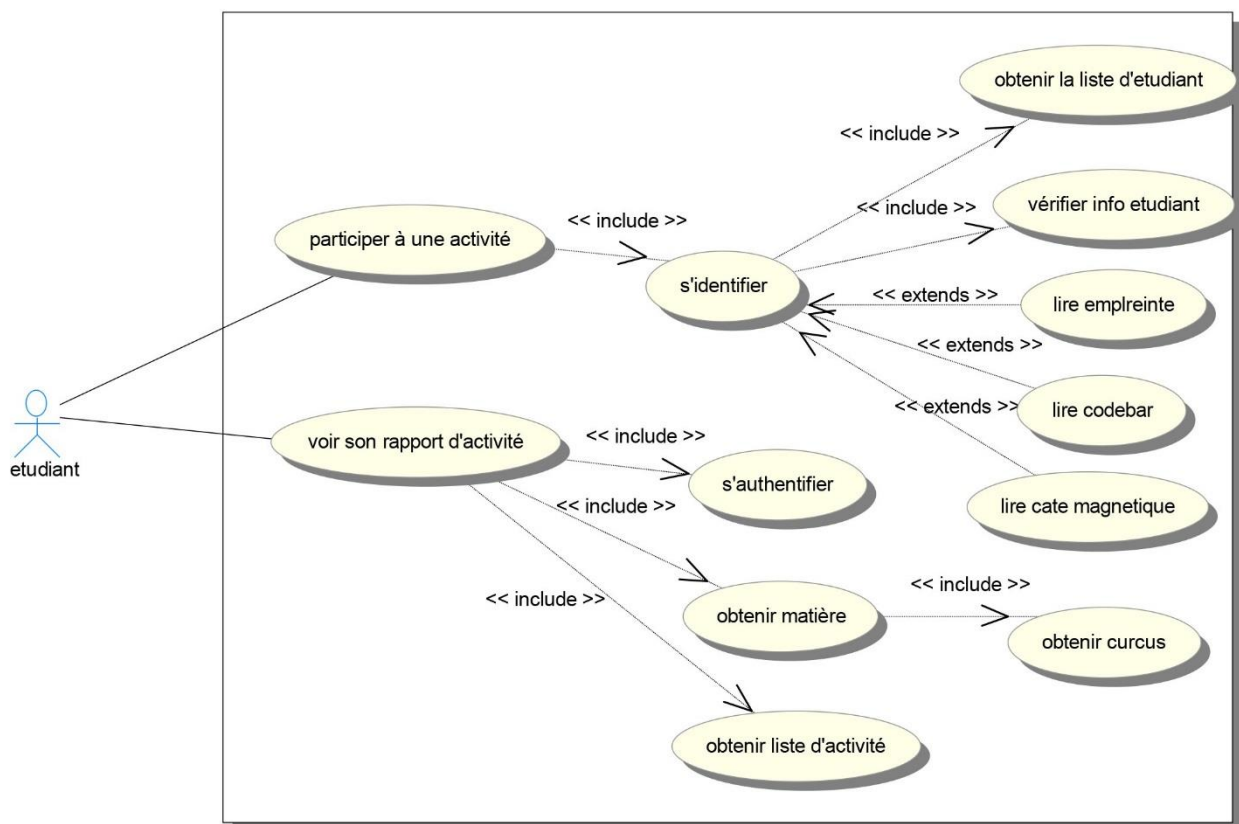 obtenir la liste d'etudiant
<< include >>
vérifier info etudiant
<< include >>
participer à une activité
<< include >>
s'identifier
<< extends >>
lire emplreinte
<< extends >>
lire codebar
<< extends >>
etudiant
voir son rapport d'activité
<< include >>
s'authentifier
lire cate magnetique
<< include >>
<< include >>
obtenir matière
<< include >>
obtenir curcus
obtenir liste d'activité